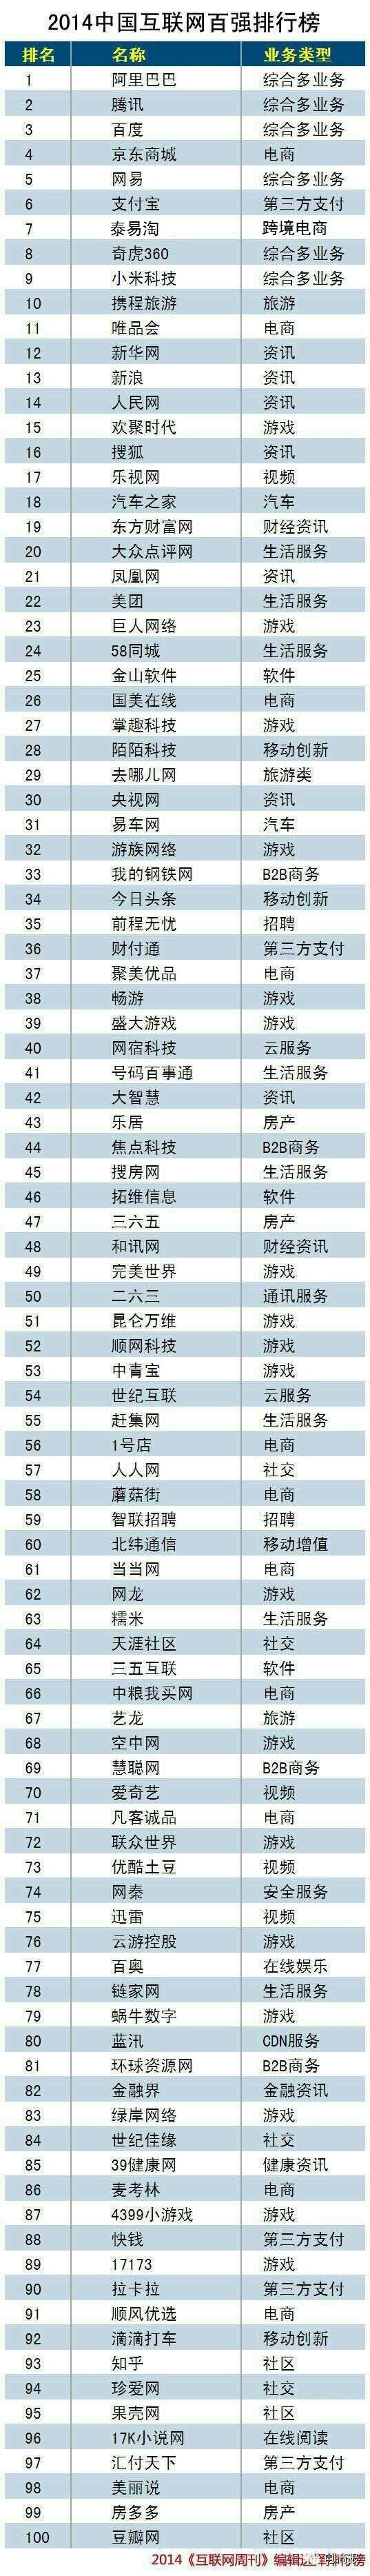 2014中国互联网百强排行榜
排名 名称 业务类型
1 阿里巴巴 综合多业务
2 腾讯 综合多业务
3 百度 综合多业务
4 京东商城 电商
5 网易 综合多业务
6 支付宝 第三方支付
7 泰易淘 跨境电商
8 奇虎360 综合多业务
9 小米科技 综合多业务
10 携程旅游 旅游
11 唯品会 电商
12 新华网 资讯
13 新浪 资讯
14 人民网 资讯
15 欢聚时代 游戏
16 搜狐 资讯
17 乐视网 视频
18 汽车之家 汽车
19 东方财富网 财经资讯
20 大众点评网 生活服务
21 凤凰网 资讯
22 美团 生活服务
23 巨人网络 游戏
24 58同城 生活服务
25 金山软件 软件
26 国美在线 电商
27 掌趣科技 游戏
28 陌陌科技 移动创新
29 去哪儿网 旅游类
30 央视网 资讯
31 易车网 汽车
32 游族网络 游戏
33 我的钢铁网 B2B商务
34 今日头条 移动创新
35 前程无忧 招聘
36 财付通 第三方支付
37 聚美优品 电商
38 畅游 游戏
39 盛大游戏 游戏
40 网宿科技 云服务
41 号码百事通 生活服务
42 大智慧 资讯
43 乐居 房产
44 焦点科技 B2B商务
45 搜房网 生活服务
46 拓维信息 软件
47 三六五 房产
48 和讯网 财经资讯
49 完美世界 游戏
50 二六三 通讯服务
51 昆仑万维 游戏
52 顺网科技 游戏
53 中青宝 游戏
54 世纪互联 云服务
55 赶集网 生活服务
56 1号店 电商
57 人人网 社交
58 蘑菇街 电商
59 智联招聘 招聘
60 北纬通信 移动增值
61 当当网 电商
62 网龙 游戏
63 糯米 生活服务
64 天涯社区 社交
65 三五互联 软件
66 中粮我买网 电商
67 艺龙 旅游
68 空中网 游戏
69 慧聪网 B2B商务
70 爱奇艺 视频
71 凡客诚品 电商
72 联众世界 游戏
73 优酷土豆 视频
74 网秦 安全服务
75 迅雷 视频
76 云游控股 游戏
77 百奥 在线娱乐
78 链家网 生活服务
79 蜗牛数字 游戏
80 蓝汛 CDN服务
81 环球资源网 B2B商务
82 金融界 金融资讯
83 绿岸网络 游戏
84 世纪佳缘 社交
85 39健康网 健康资讯
86 麦考林 电商
87 4399小游戏 游戏
88 快钱 第三方支付
89 17173 游戏
90 拉卡拉 第三方支付
91 顺风优选 电商
92 滴滴打车 移动创新
93 知乎 社区
94 珍爱网 社交
95 果壳网 社区
96 17K小说网 在线阅读
97 汇付天下 第三方支付
98 美丽说 电商
99 房多多 房产
100 豆瓣网 社区
2014《互联网周刊》编辑运 排行榜